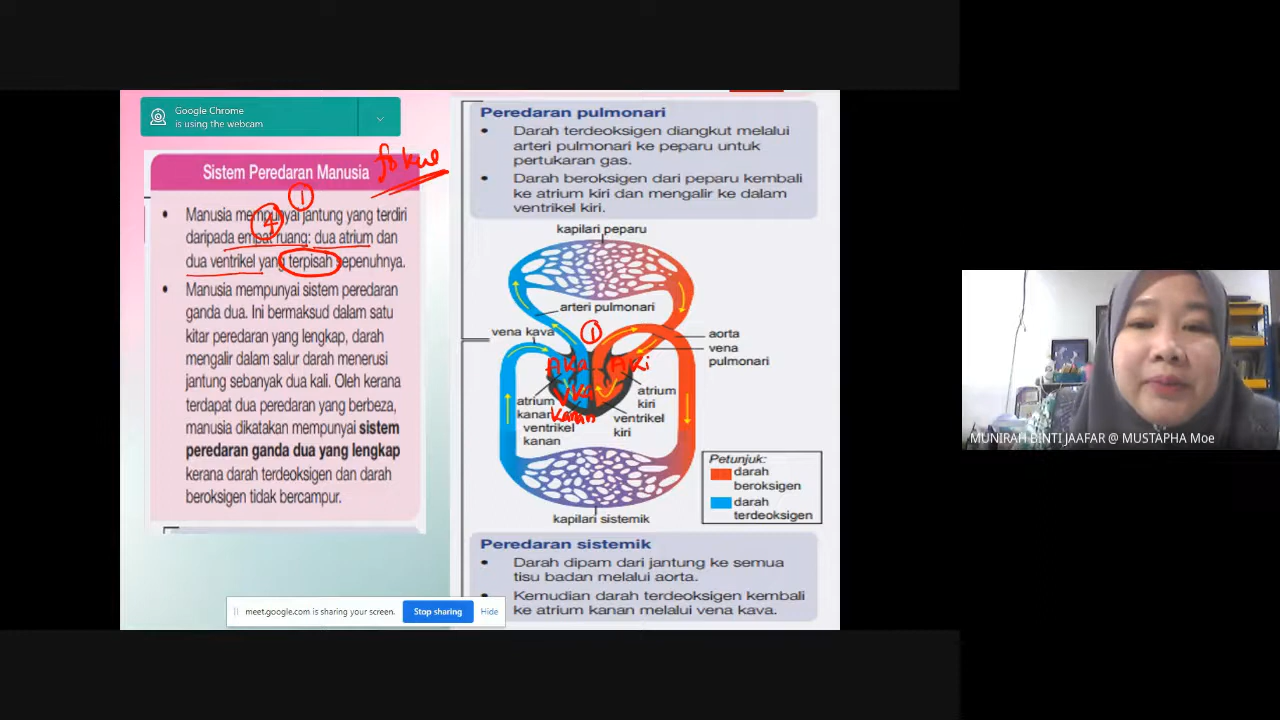 Google Chrome
is using the webcam
Sistem Peredaran Manusia
fokus
1
4
Manusia mempunyai jantung yang terdiri
daripada empat ruang: dua atrium dan
dua ventrikel yang terpisah sepenuhnya.
Manusia mempunyai sistem peredaran
ganda dua. Ini bermaksud dalam satu
kitar peredaran yang lengkap, darah
mengalir dalam salur darah menerusi
jantung sebanyak dua kali. Oleh kerana
terdapat dua peredaran yang berbeza,
manusia dikatakan mempunyai sistem
peredaran ganda dua yang lengkap
kerana darah terdeoksigen dan darah
beroksigen tidak bercampur.
Peredaran pulmonari
Darah terdeoksigen diangkut melalui
arteri pulmonari ke peparu untuk
pertukaran gas.
Darah beroksigen dari peparu kembali
ke atrium kiri dan mengalir ke dalam
ventrikel kiri.
kapilari peparu
arteri pulmonari
vena kava
1
aorta
vena
pulmonari
AKa
AKi
Kanan
atrium
kanan
ventrikel
kanan
atrium
kiri
ventrikel
kiri
kapilari sistemik
Petunjuk:
darah
beroksigen
darah
terdeoksigen
Peredaran sistemik
Darah dipam dari jantung ke semua
tisu badan melalui aorta.
Kemudian darah terdeoksigen kembali
ke atrium kanan melalui vena kava.
meet.google.com is sharing your screen.
Stop sharing
Hide
MUNIRAH BINTI JAAFAR @ MUSTAPHA Moe